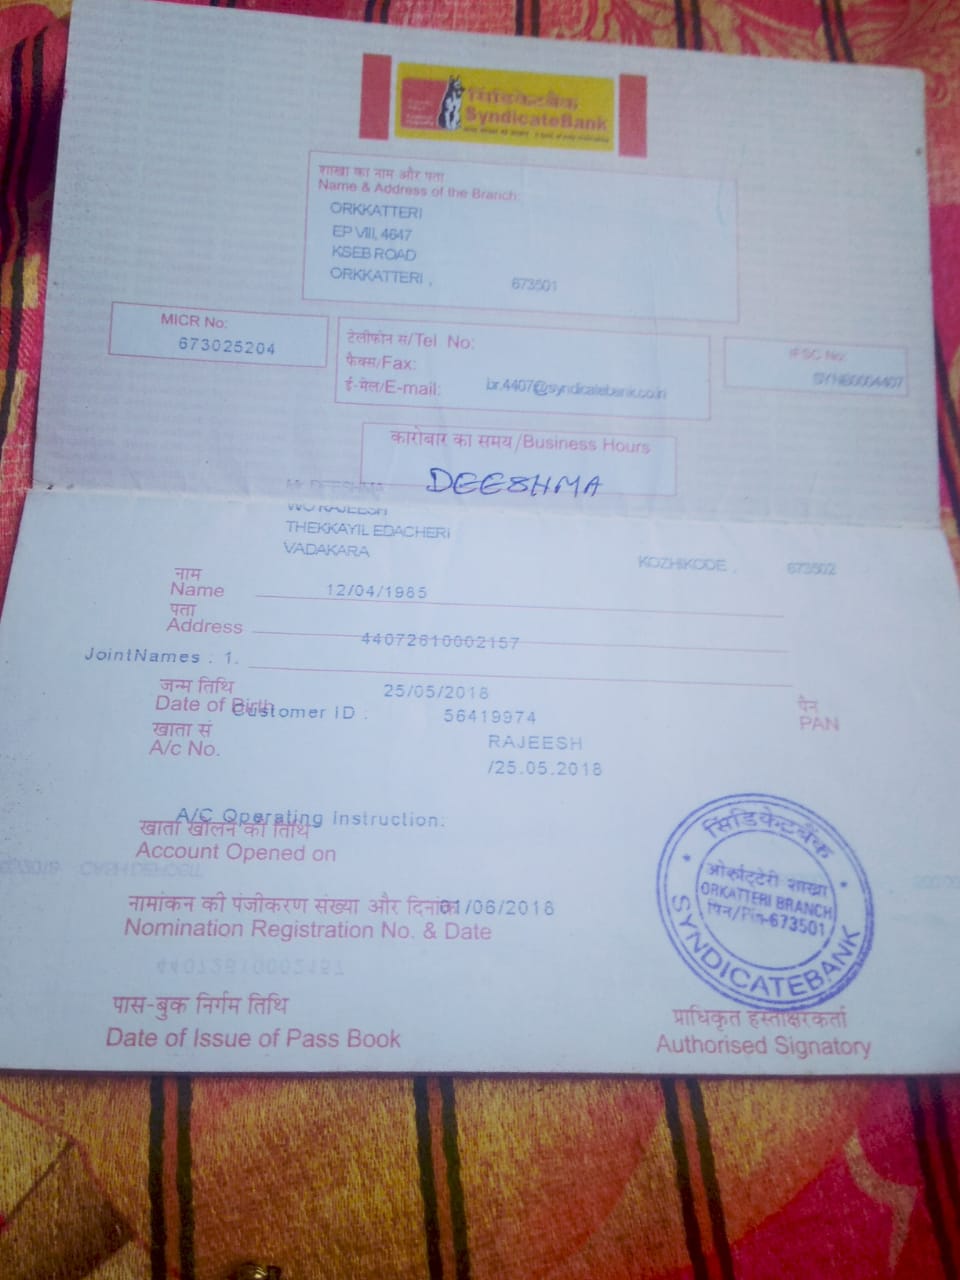 सिंडिकेटबैंक
SyndicateBank
शाखा का नाम और पता
Name & Address of the Branch:
ORKKATTERI
EP VIII, 4647
KSEB ROAD
ORKKATTERI , 673501
MICR No:
673025204
टेलीफोन स/Tel No:
फैक्स/Fax:
ई-मेल/E-mail: br.4407@syndicatebank.co.in
IFSC No:
SYNB0004407
कारोबार का समय/Business Hours
DEESHMA
WO RAJEESH
THEKKAYIL EDACHERI
VADAKARA KOZHIKODE , 673502
नाम
Name 12/04/1985
पता
Address
44072610002157
JointNames : 1.
जन्म तिथि 25/05/2018
Date of Birth
Customer ID : 56419974
पैन
PAN
खाता सं
A/c No.
RAJEESH
/25.05.2018
A/C Operating Instruction:
खाता खोलने की तिथि
Account Opened on
नामांकन की पंजीकरण संख्या और दिनांक 01/06/2018
Nomination Registration No. & Date
पास-बुक निर्गम तिथि
Date of Issue of Pass Book
सिंडिकेटबैंक
ओर्काट्टेरी शाखा
ORKATTERI BRANCH
पिन/Pin-673501
SYNDICATEBANK
प्राधिकृत हस्ताक्षरकर्ता
Authorised Signatory